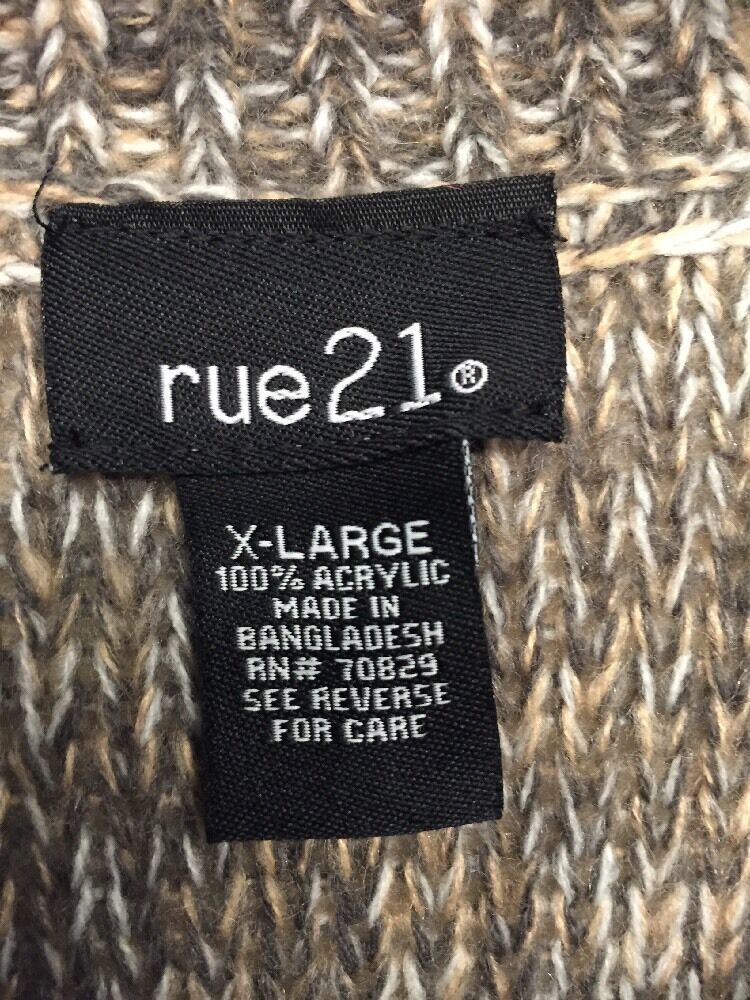 rue21®
X-LARGE
100% ACRYLIC
MADE IN
BANGLADESH
RN# 70829
SEE REVERSE
FOR CARE